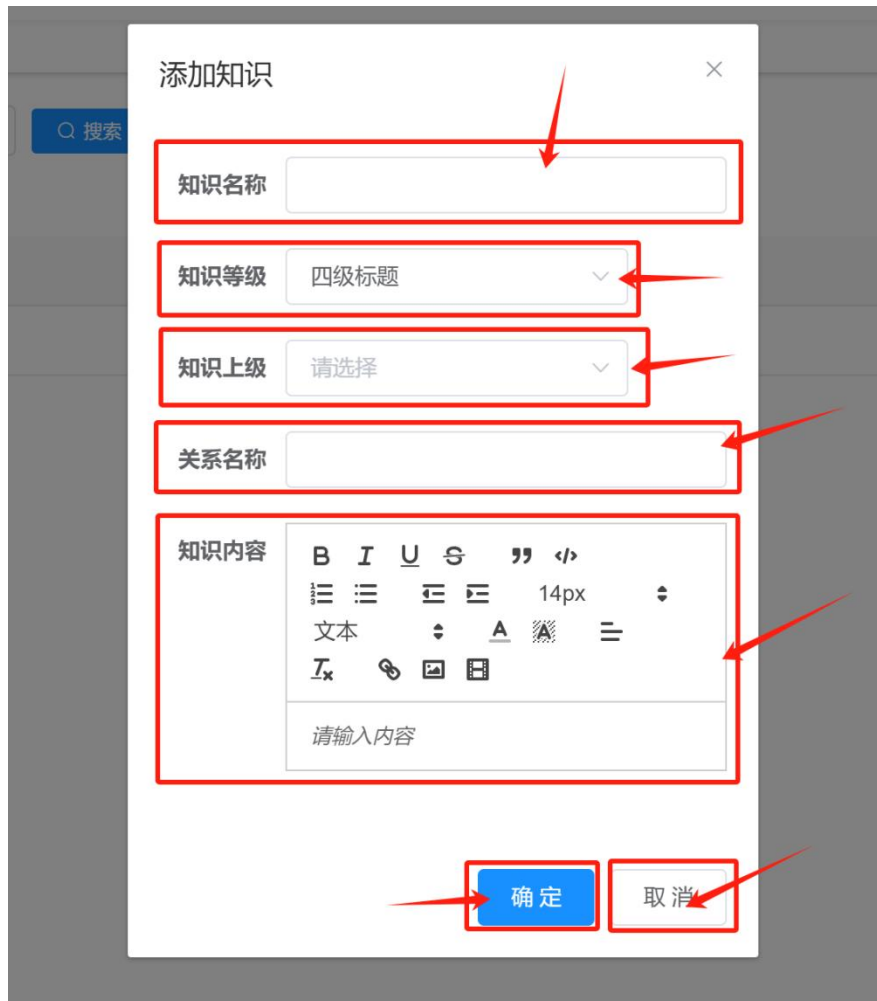 添加知识
搜索
知识名称
知识等级 四级标题
知识上级 请选择
关系名称
知识内容
B I U S ” </>
14px
文本 A A
Tx
请输入内容
确定 取消